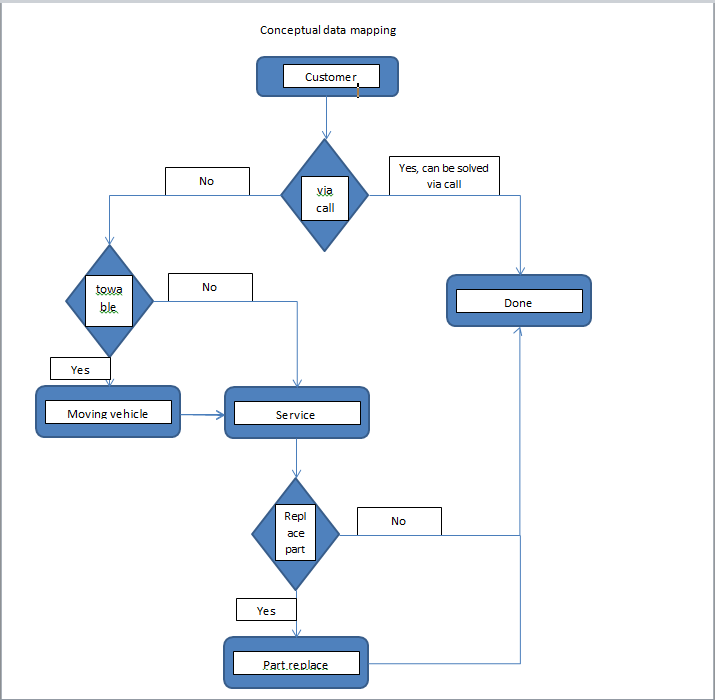 Conceptual data mapping
Customer
No
via
call
Yes, can be solved
via call
towa
ble
No
Done
Yes
Moving vehicle
Service
Repl
ace
part
No
Yes
Part replace